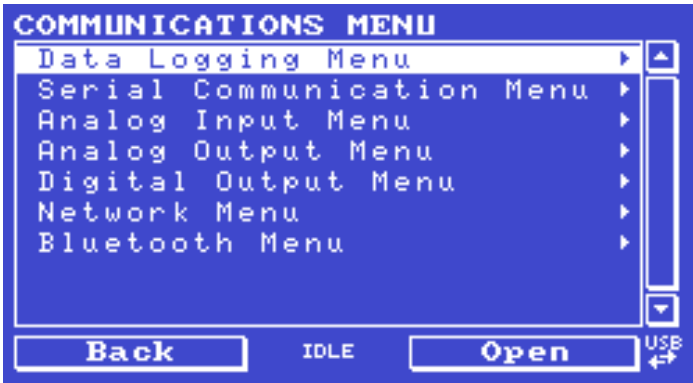 COMMUNICATIONS MENU
Data Logging Menu
Serial Communication Menu
Analog Input Menu
Analog Output Menu
Digital Output Menu
Network Menu
Bluetooth Menu
Back IDLE Open USB